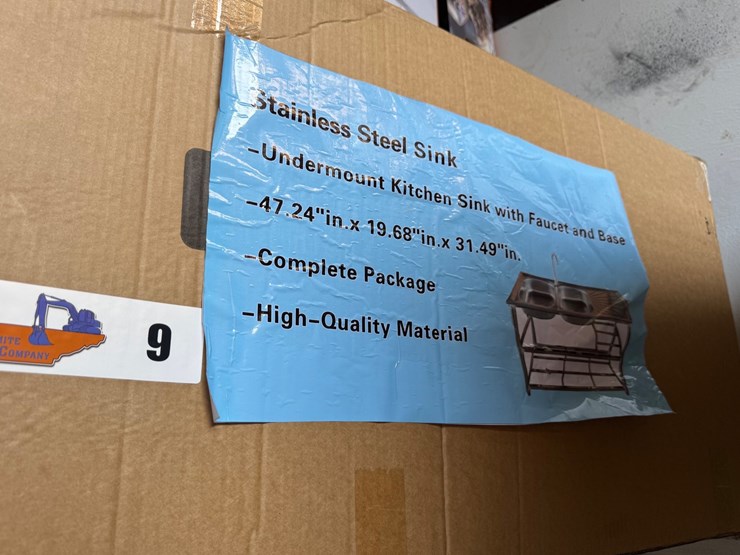 Stainless Steel Sink
-Undermount Kitchen Sink with Faucet and Base
-47.24"in.x 19.68"in.x 31.49"in.
-Complete Package
-High-Quality Material
COMPANY
9